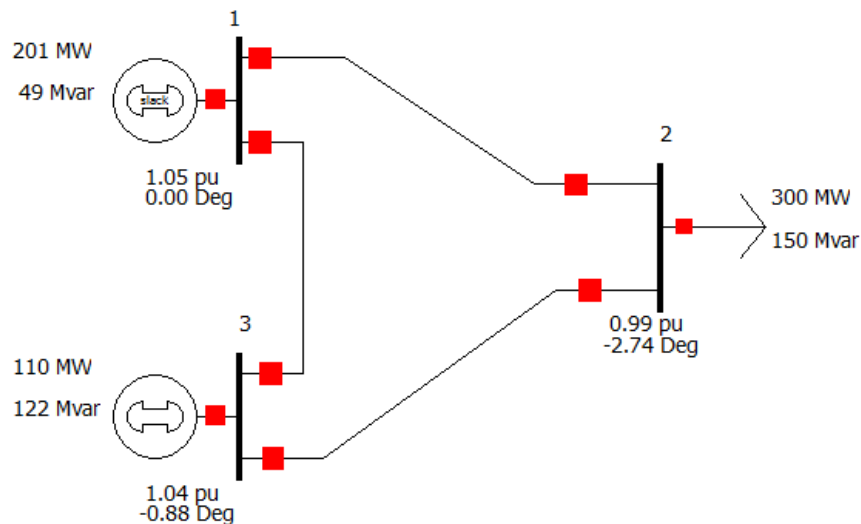 1
201 MW
49 Mvar
slack
1.05 pu
0.00 Deg
2
300 MW
150 Mvar
0.99 pu
-2.74 Deg
3
110 MW
122 Mvar
1.04 pu
-0.88 Deg